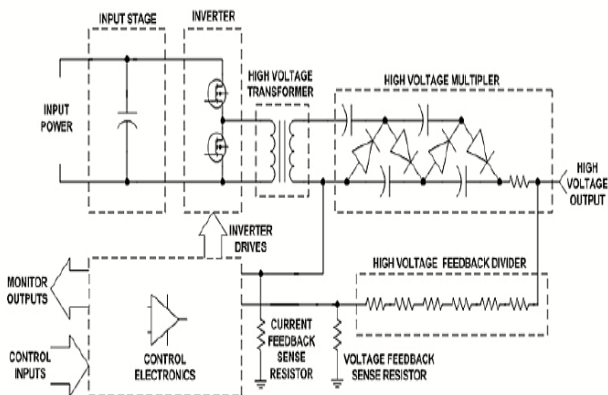 INPUT STAGE
INVERTER
HIGH VOLTAGE
TRANSFORMER
HIGH VOLTAGE MULTIPLER
INPUT
POWER
HIGH
VOLTAGE
OUTPUT
INVERTER
DRIVES
HIGH VOLTAGE FEEDBACK DIVIDER
MONITOR
OUTPUTS
CONTROL
INPUTS
CONTROL
ELECTRONICS
CURRENT
FEEDBACK
SENSE
RESISTOR
VOLTAGE FEEDBACK
SENSE RESISTOR